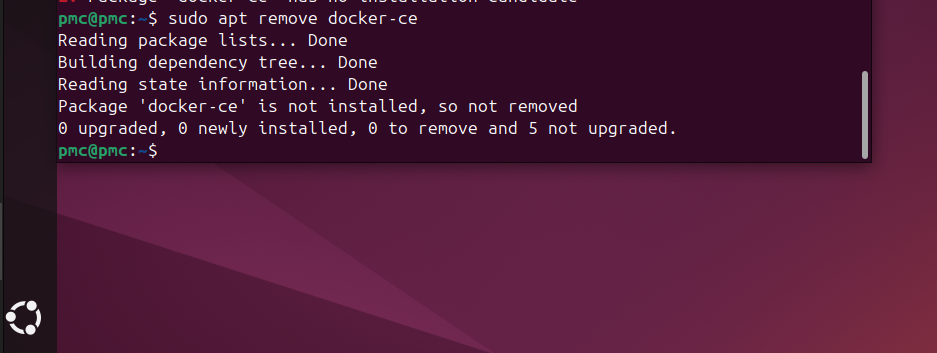 pmc@pmc:~$ sudo apt remove docker-ce
Reading package lists... Done
Building dependency tree... Done
Reading state information... Done
Package 'docker-ce' is not installed, so not removed
0 upgraded, 0 newly installed, 0 to remove and 5 not upgraded.
pmc@pmc:~$